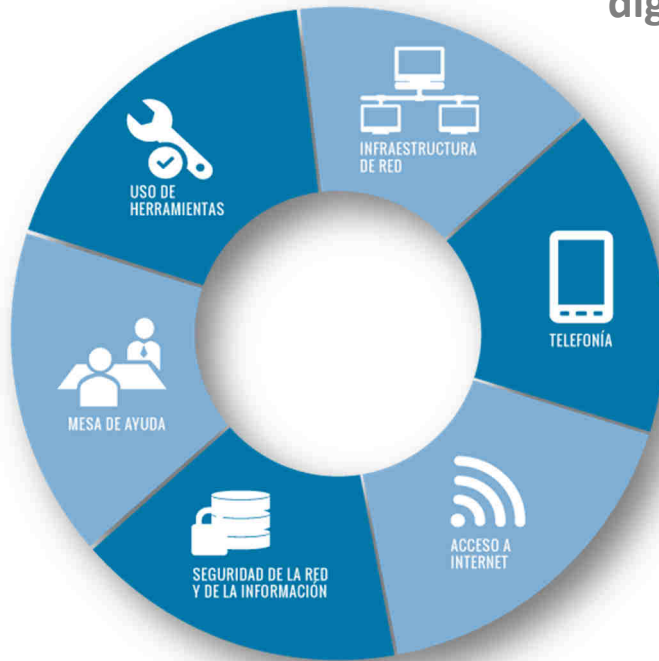 INFRAESTRUCTURA
DE RED
TELEFONÍA
ACCESO A
INTERNET
SEGURIDAD DE LA RED
Y DE LA INFORMACIÓN
MESA DE AYUDA
USO DE
HERRAMIENTAS